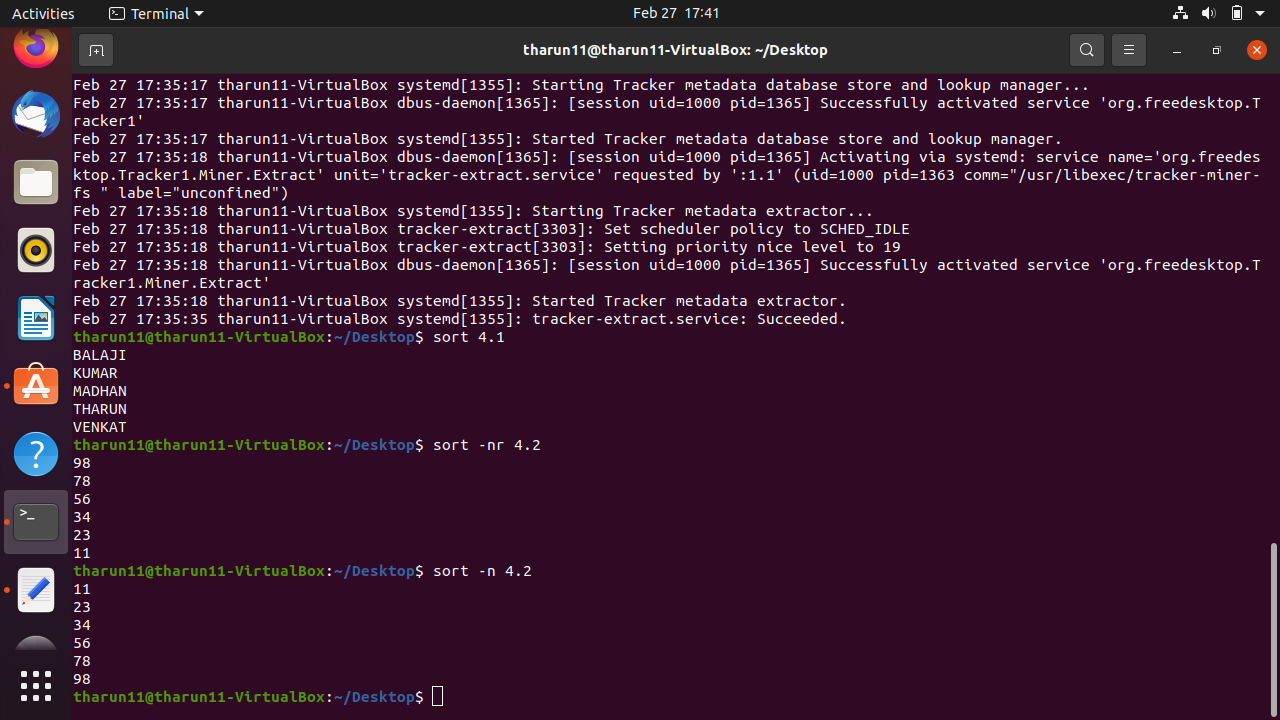 Activities
Terminal
Feb 27 17:41
tharun11@tharun11-VirtualBox: ~/Desktop
Feb 27 17:35:17 tharun11-VirtualBox systemd[1355]: Starting Tracker metadata database store and lookup manager...
Feb 27 17:35:17 tharun11-VirtualBox dbus-daemon[1365]: [session uid=1000 pid=1365] Successfully activated service 'org.freedesktop.T
racker1'
Feb 27 17:35:17 tharun11-VirtualBox systemd[1355]: Started Tracker metadata database store and lookup manager.
Feb 27 17:35:18 tharun11-VirtualBox dbus-daemon[1365]: [session uid=1000 pid=1365] Activating via systemd: service name='org.freedes
ktop.Tracker1.Miner.Extract' unit='tracker-extract.service' requested by ':1.1' (uid=1000 pid=1363 comm="/usr/libexec/tracker-miner-
fs " label="unconfined")
Feb 27 17:35:18 tharun11-VirtualBox systemd[1355]: Starting Tracker metadata extractor...
Feb 27 17:35:18 tharun11-VirtualBox tracker-extract[3303]: Set scheduler policy to SCHED_IDLE
Feb 27 17:35:18 tharun11-VirtualBox tracker-extract[3303]: Setting priority nice level to 19
Feb 27 17:35:18 tharun11-VirtualBox dbus-daemon[1365]: [session uid=1000 pid=1365] Successfully activated service 'org.freedesktop.T
racker1.Miner.Extract'
Feb 27 17:35:18 tharun11-VirtualBox systemd[1355]: Started Tracker metadata extractor.
Feb 27 17:35:35 tharun11-VirtualBox systemd[1355]: tracker-extract.service: Succeeded.
tharun11@tharun11-VirtualBox:~/Desktop$ sort 4.1
BALAJI
KUMAR
MADHAN
THARUN
VENKAT
tharun11@tharun11-VirtualBox:~/Desktop$ sort -nr 4.2
98
78
56
34
23
11
tharun11@tharun11-VirtualBox:~/Desktop$ sort -n 4.2
11
23
34
56
78
98
tharun11@tharun11-VirtualBox:~/Desktop$